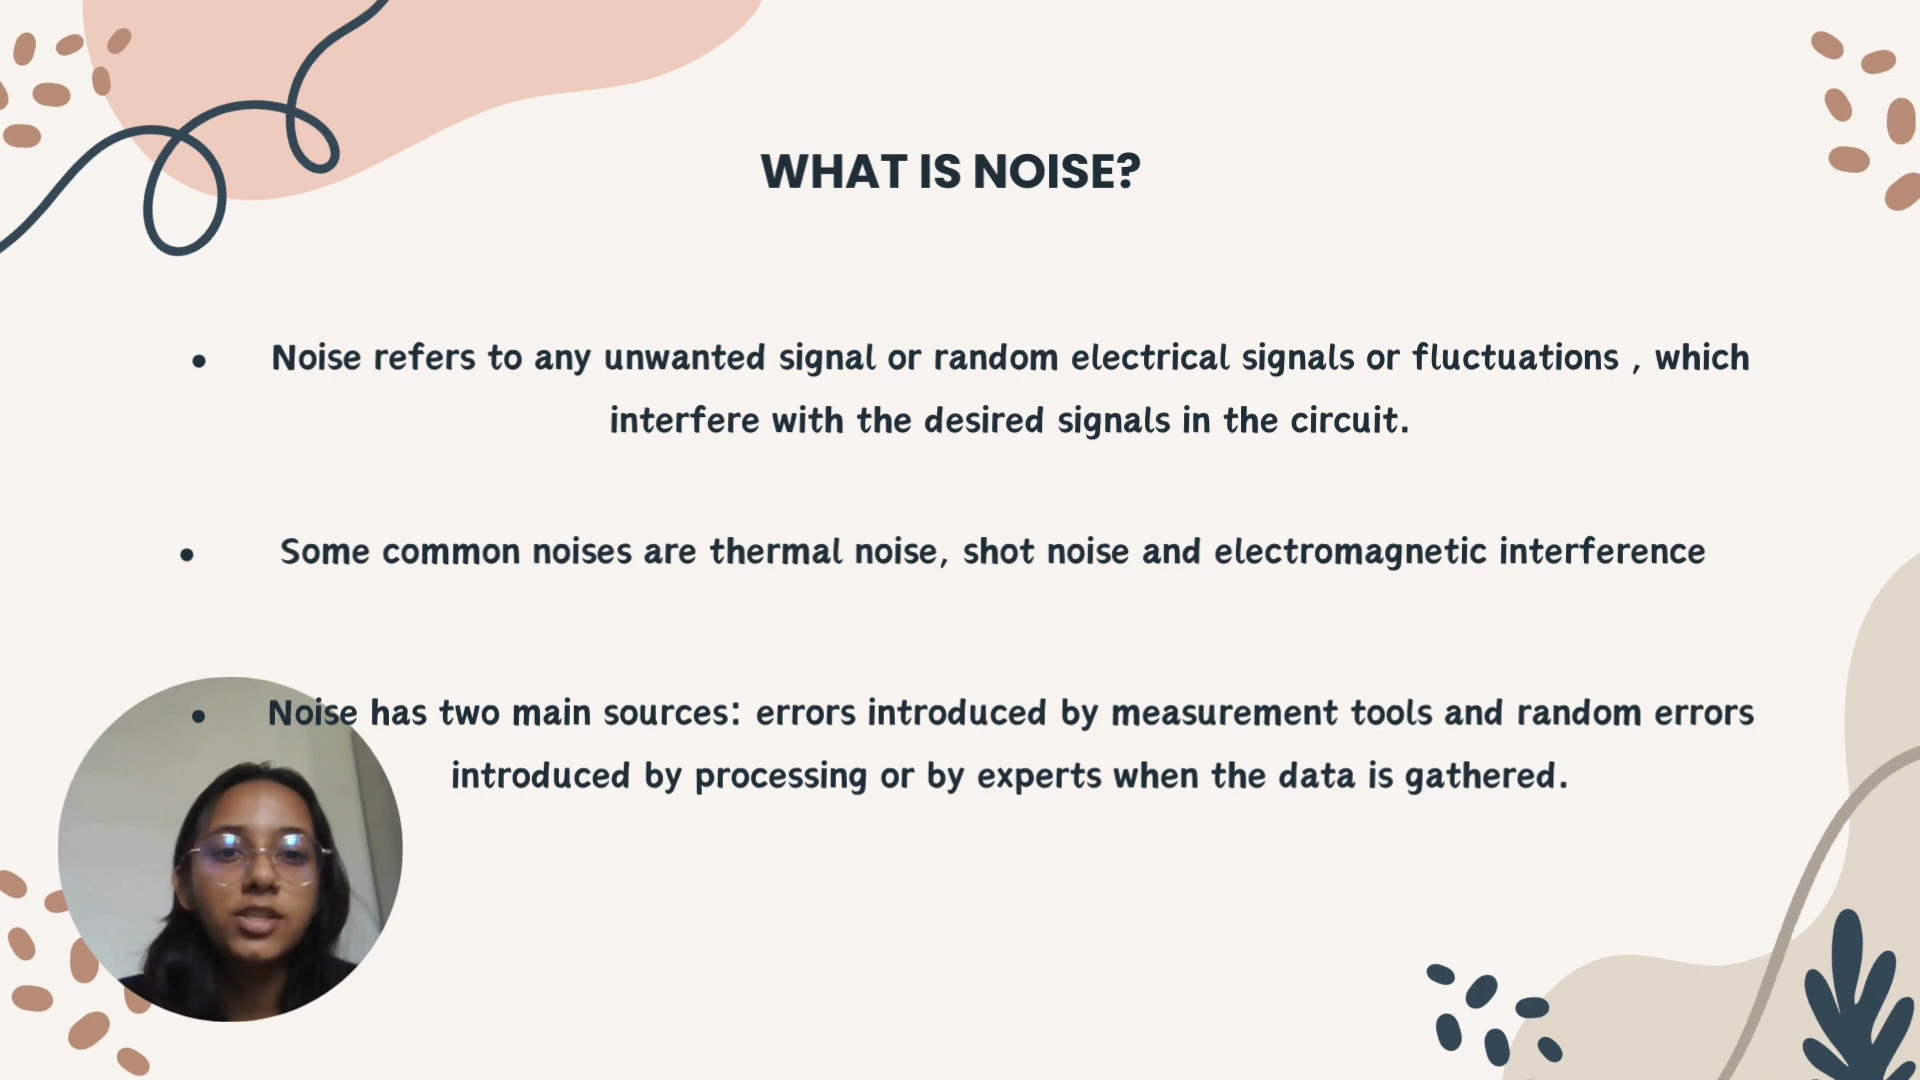 WHAT IS NOISE?
• Noise refers to any unwanted signal or random electrical signals or fluctuations , which
interfere with the desired signals in the circuit.
• Some common noises are thermal noise, shot noise and electromagnetic interference
• Noise has two main sources: errors introduced by measurement tools and random errors
introduced by processing or by experts when the data is gathered.